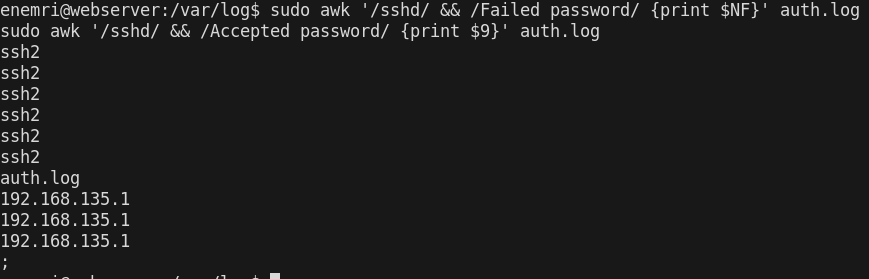 enemri@webserver:/var/log$ sudo awk '/sshd/ && /Failed password/ {print $NF}' auth.log
sudo awk '/sshd/ && /Accepted password/ {print $9}' auth.log
ssh2
ssh2
ssh2
ssh2
ssh2
ssh2
auth.log
192.168.135.1
192.168.135.1
192.168.135.1
;